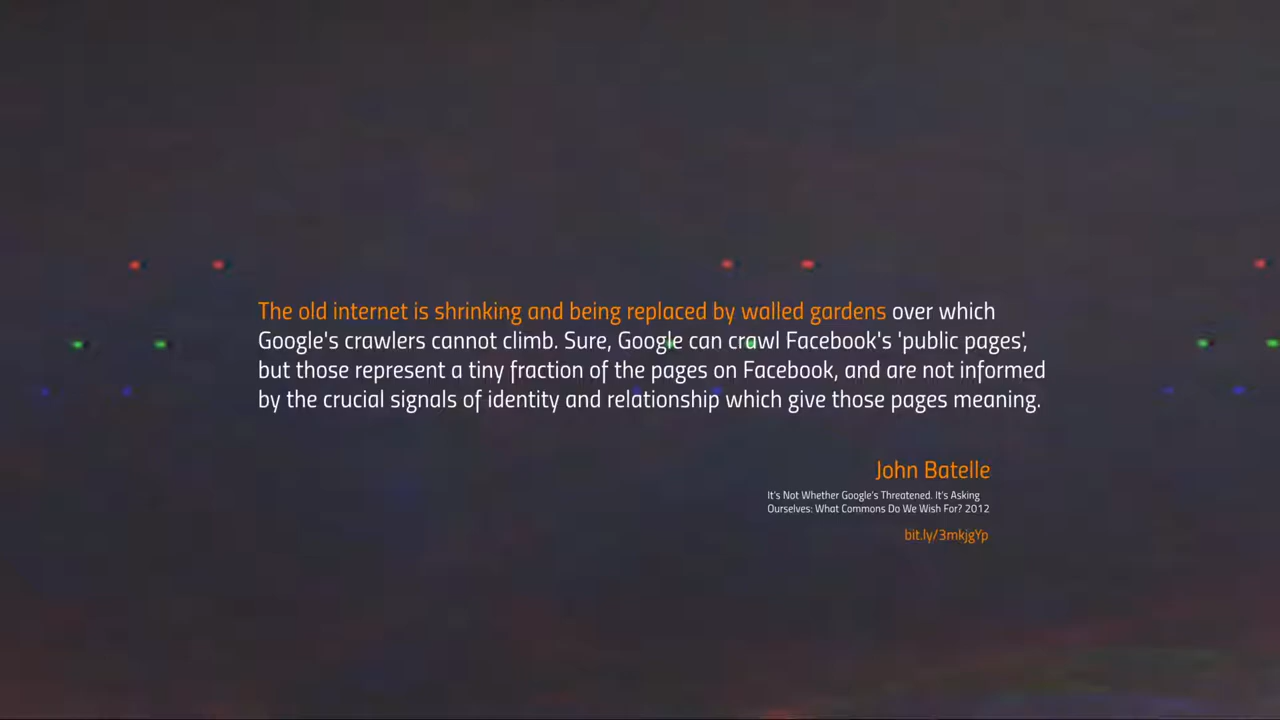 The old internet is shrinking and being replaced by walled gardens over which
Google's crawlers cannot climb. Sure, Google can crawl Facebook's 'public pages',
but those represent a tiny fraction of the pages on Facebook, and are not informed
by the crucial signals of identity and relationship which give those pages meaning.
John Batelle
It's Not Whether Google's Threatened. It's Asking
Ourselves: What Commons Do We Wish For? 2012
bit.ly/3mkjgYp